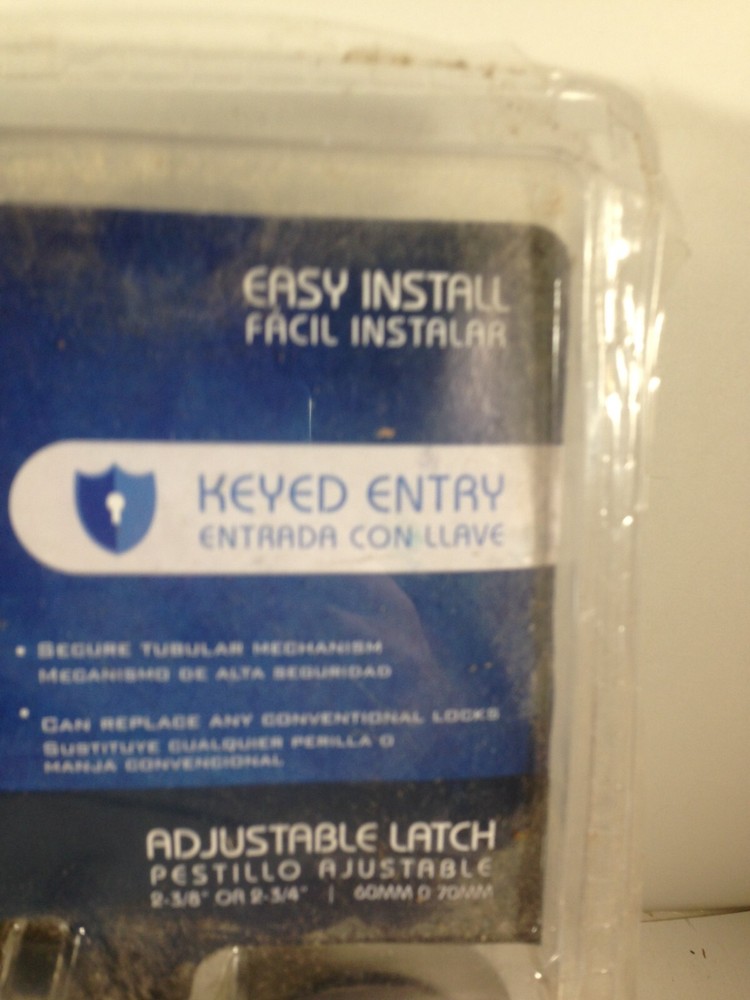 EASY INSTALL
FÁCIL INSTALAR
KEYED ENTRY
ENTRADA CON LLAVE
• SECURE TUBULAR MECHANISM
MECANISMO DE ALTA SEGURIDAD
• CAN REPLACE ANY CONVENTIONAL LOCKS
SUSTITUYE CUALQUIER PERILLA O
MANIJA CONVENCIONAL
ADJUSTABLE LATCH
PESTILLO AJUSTABLE
2-3/8" OR 2-3/4" | 60MM O 70MM